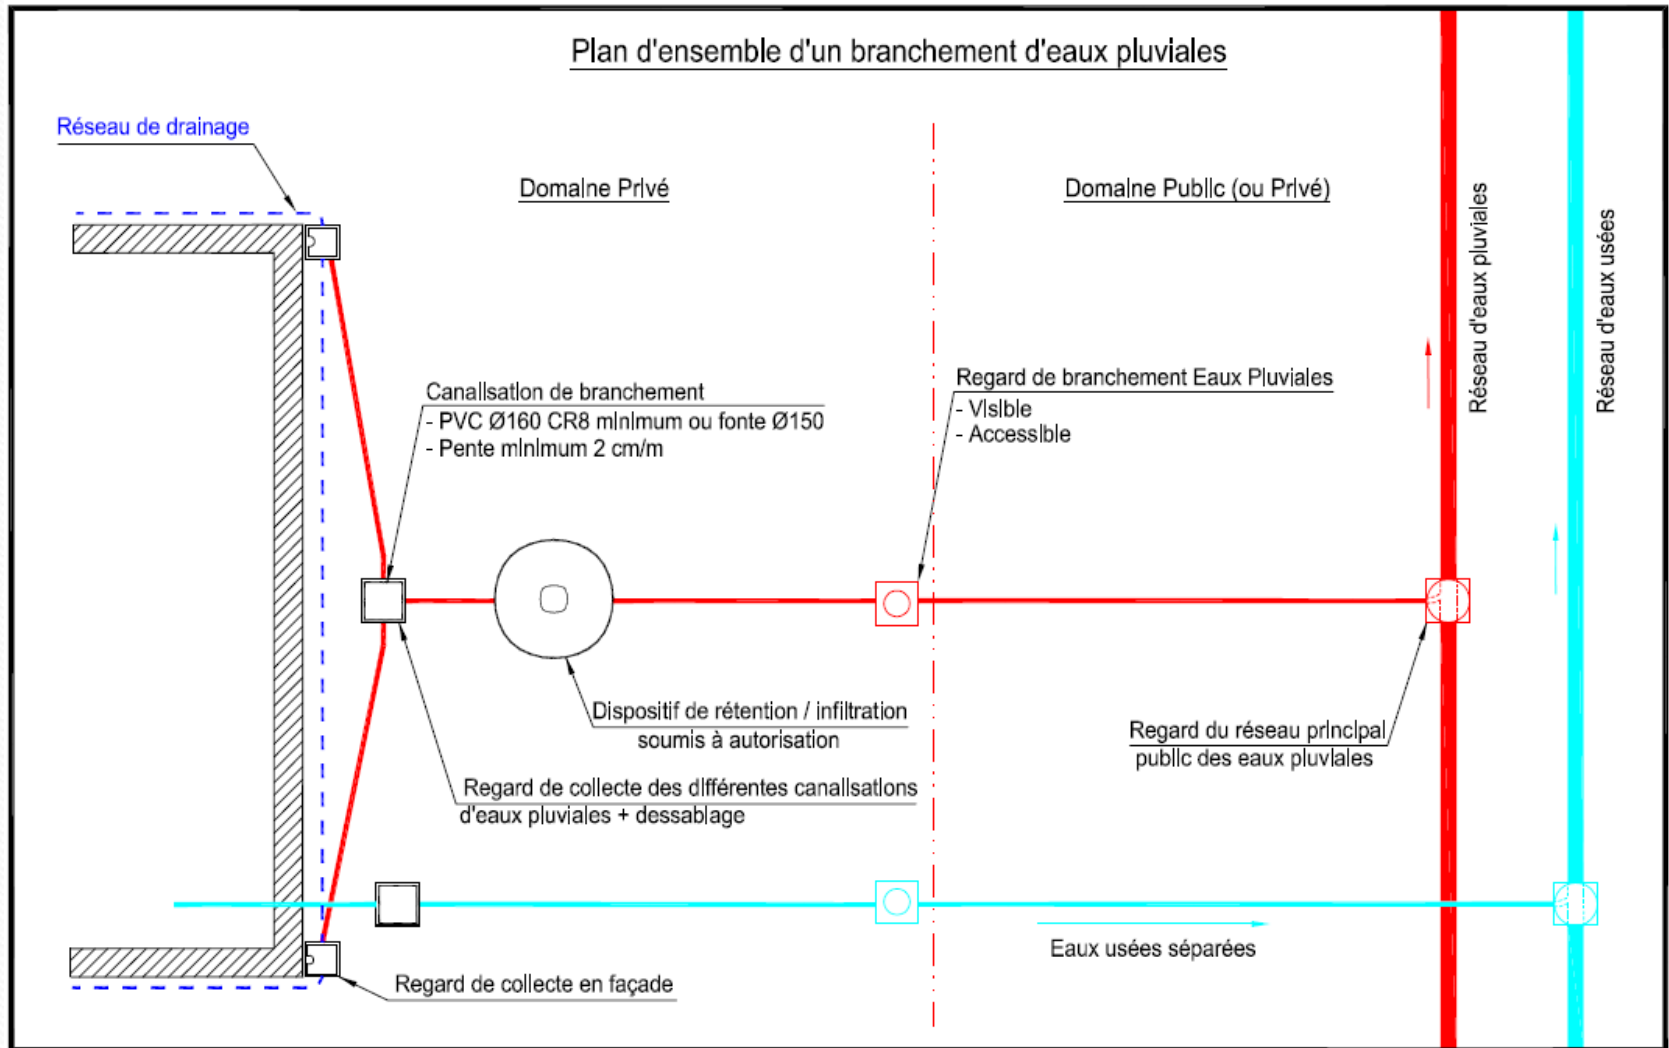 Plan d'ensemble d'un branchement d'eaux pluviales
Réseau de drainage
Domaine Privé
Domaine Public (ou Privé)
Réseau d'eaux pluviales
Réseau d'eaux usées
Canalisation de branchement
- PVC Ø160 CR8 minimum ou fonte Ø150
- Pente minimum 2 cm/m
Regard de branchement Eaux Pluviales
- Visible
- Accessible
Dispositif de rétention / infiltration
soumis à autorisation
Regard du réseau principal
public des eaux pluviales
Regard de collecte des différentes canalisations
d'eaux pluviales + dessablage
Eaux usées séparées
Regard de collecte en façade